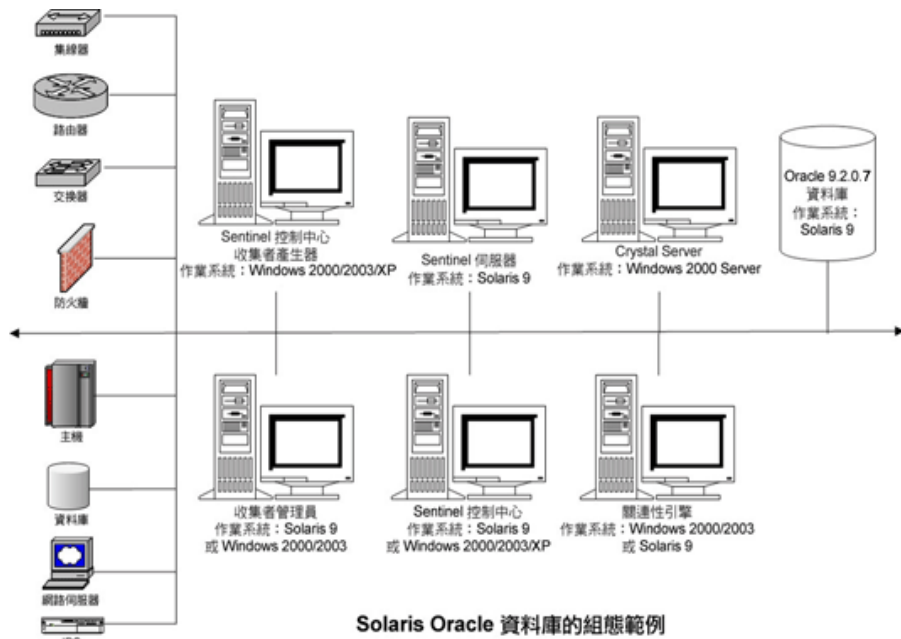 集線器
路由器
交換器
防火牆
主機
資料庫
網路伺服器
Sentinel 控制中心
收集者產生器
作業系統：Windows 2000/2003/XP
Sentinel 伺服器
作業系統：Solaris 9
Crystal Server
作業系統：Windows 2000 Server
Oracle 9.2.0.7
資料庫
作業系統：
Solaris 9
收集者管理員
作業系統：Solaris 9
或 Windows 2000/2003
Sentinel 控制中心
作業系統：Solaris 9
或 Windows 2000/2003/XP
關連性引擎
作業系統：Windows 2000/2003
或 Solaris 9
Solaris Oracle 資料庫的組態範例